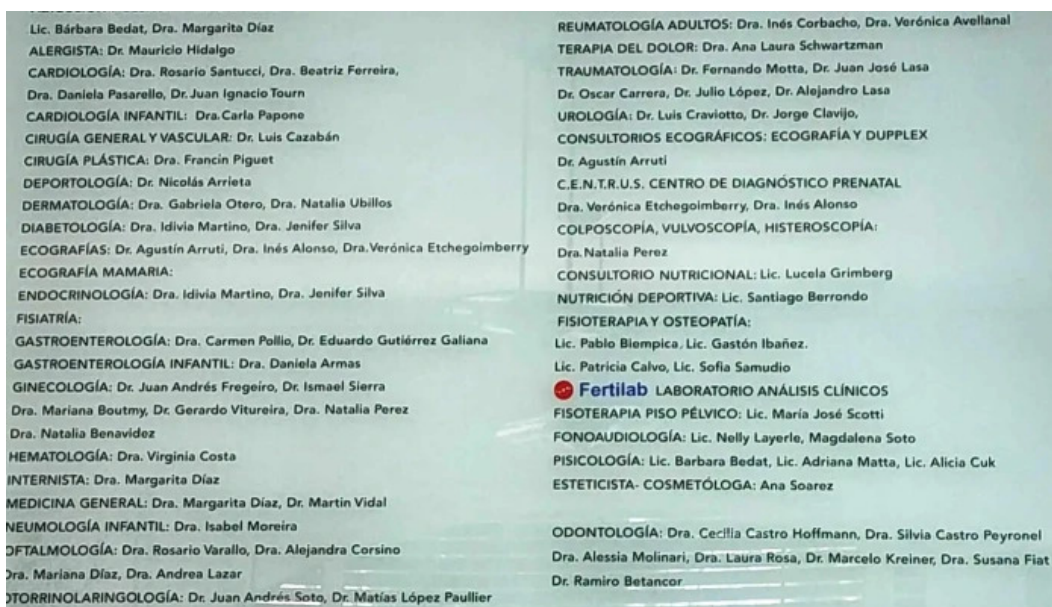 Lic. Bárbara Bedat, Dra. Margarita Díaz
ALERGISTA: Dr. Mauricio Hidalgo
CARDIOLOGÍA: Dra. Rosario Santucci, Dra. Beatriz Ferreira,
Dra. Daniela Pasarello, Dr. Juan Ignacio Tourn
CARDIOLOGÍA INFANTIL: Dra. Carla Papone
CIRUGÍA GENERAL Y VASCULAR: Dr. Luis Cazabán
CIRUGÍA PLÁSTICA: Dra. Francin Piguet
DEPORTOLOGÍA: Dr. Nicolás Arrieta
DERMATOLOGÍA: Dra. Gabriela Otero, Dra. Natalia Ubillos
DIABETOLOGÍA: Dra. Idivia Martino, Dra. Jenifer Silva
ECOGRAFÍAS: Dr. Agustín Arruti, Dra. Inés Alonso, Dra. Verónica Etchegoimberry
ECOGRAFÍA MAMARIA:
ENDOCRINOLOGÍA: Dra. Idivia Martino, Dra. Jenifer Silva
FISIATRÍA:
GASTROENTEROLOGÍA: Dra. Carmen Pollio, Dr. Eduardo Gutiérrez Galiana
GASTROENTEROLOGÍA INFANTIL: Dra. Daniela Armas
GINECOLOGÍA: Dr. Juan Andrés Fregeiro, Dr. Ismael Sierra
Dra. Mariana Boutmy, Dr. Gerardo Vitureira, Dra. Natalia Perez
Dra. Natalia Benavidez
HEMATOLOGÍA: Dra. Virginia Costa
INTERNISTA: Dra. Margarita Díaz
MEDICINA GENERAL: Dra. Margarita Díaz, Dr. Martin Vidal
NEUMOLOGÍA INFANTIL: Dra. Isabel Moreira
OFTALMOLOGÍA: Dra. Rosario Varallo, Dra. Alejandra Corsino
Dra. Mariana Díaz, Dra. Andrea Lazar
OTORRINOLARINGOLOGÍA: Dr. Juan Andrés Soto, Dr. Matías López Paullier
REUMATOLOGÍA ADULTOS: Dra. Inés Corbacho, Dra. Verónica Avellanal
TERAPIA DEL DOLOR: Dra. Ana Laura Schwartzman
TRAUMATOLOGÍA: Dr. Fernando Motta, Dr. Juan José Lasa
Dr. Oscar Carrera, Dr. Julio López, Dr. Alejandro Lasa
UROLOGÍA: Dr. Luis Craviotto, Dr. Jorge Clavijo,
CONSULTORIOS ECOGRÁFICOS: ECOGRAFÍA Y DUPPLEX
Dr. Agustín Arruti
C.E.N.T.R.U.S. CENTRO DE DIAGNÓSTICO PRENATAL
Dra. Verónica Etchegoimberry, Dra. Inés Alonso
COLPOSCOPÍA, VULVOSCOPÍA, HISTEROSCOPÍA:
Dra. Natalia Perez
CONSULTORIO NUTRICIONAL: Lic. Lucela Grimberg
NUTRICIÓN DEPORTIVA: Lic. Santiago Berrondo
FISIOTERAPIA Y OSTEOPATÍA:
Lic. Pablo Biempica, Lic. Gastón Ibañez.
Lic. Patricia Calvo, Lic. Sofia Samudio
Fertilab LABORATORIO ANÁLISIS CLÍNICOS
FISOTERAPIA PISO PÉLVICO: Lic. María José Scotti
FONOAUDIOLOGÍA: Lic. Nelly Layerle, Magdalena Soto
PISICOLOGÍA: Lic. Barbara Bedat, Lic. Adriana Matta, Lic. Alicia Cuk
ESTETICISTA- COSMETÓLOGA: Ana Soarez
ODONTOLOGÍA: Dra. Cecilia Castro Hoffmann, Dra. Silvia Castro Peyronel
Dra. Alessia Molinari, Dra. Laura Rosa, Dr. Marcelo Kreiner, Dra. Susana Fiat
Dr. Ramiro Betancor